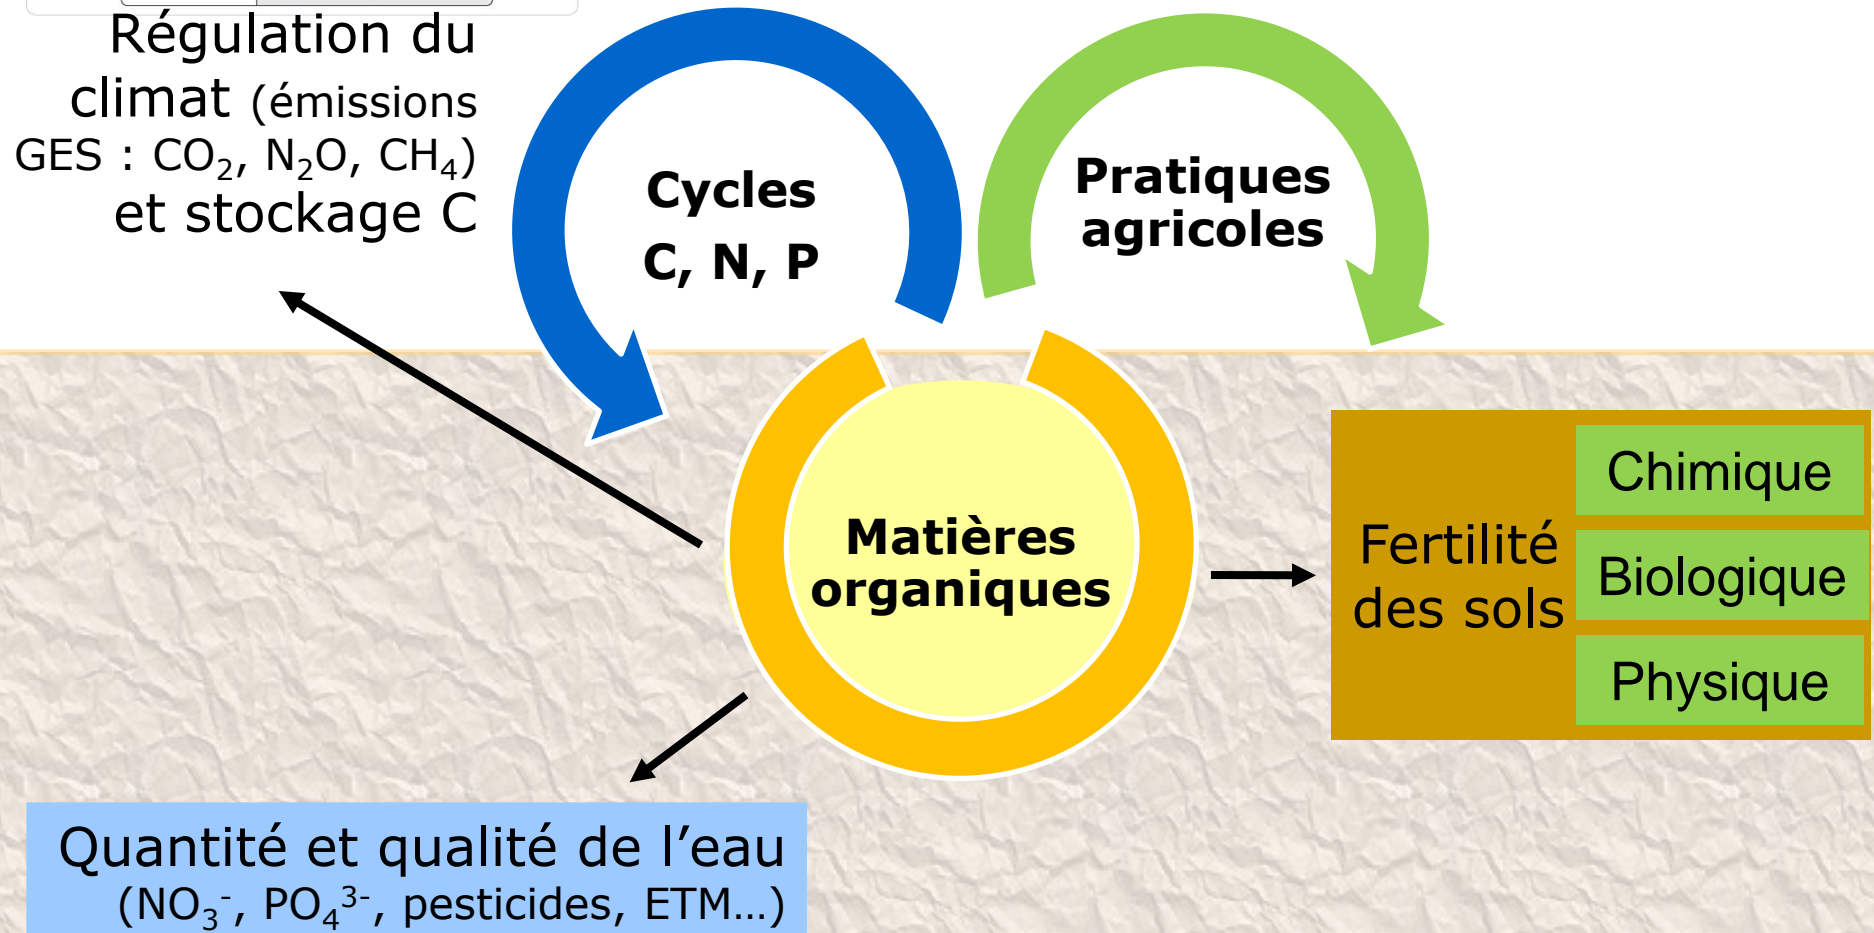 Régulation du
climat (émissions
GES : CO₂, N₂O, CH₄)
et stockage C
Cycles
C, N, P
Pratiques
agricoles
Matières
organiques
Fertilité
des sols
Chimique
Biologique
Physique
Quantité et qualité de l’eau
(NO₃⁻, PO₄³⁻, pesticides, ETM…)